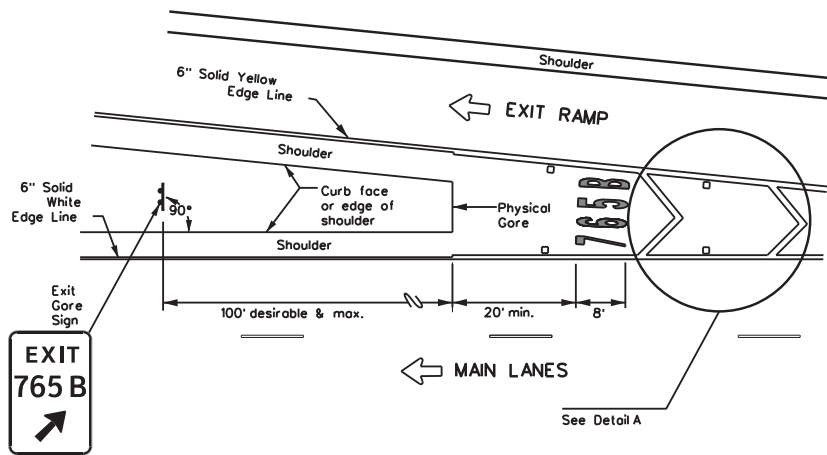 Shoulder
6" Solid Yellow
Edge Line
EXIT RAMP
Shoulder
6" Solid
White
Edge Line
90°
Curb face
or edge of
shoulder
Physical
Gore
765B
Shoulder
Exit
Gore
Sign
100' desirable & max.
20' min.
8'
EXIT
765 B
MAIN LANES
See Detail A